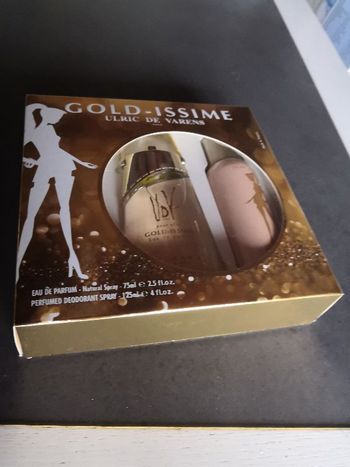 GOLD-ISSIME
ULRIC DE VARENS
UDV
GOLD-ISSIME
EAU DE PARFUM - Natural Spray - 75ml e 2.5 fl.oz.
PERFUMED DEODORANT SPRAY - 125ml e 4 fl.oz.